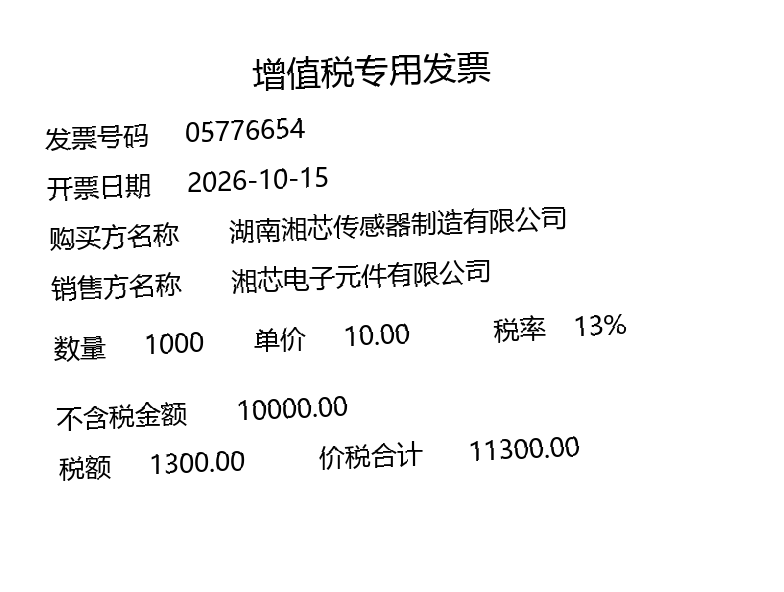 增值税专用发票
发票号码 05776654
开票日期 2026-10-15
购买方名称 湖南湘芯传感器制造有限公司
销售方名称 湘芯电子元件有限公司
数量 1000 单价 10.00 税率 13%
不含税金额 10000.00
税额 1300.00 价税合计 11300.00